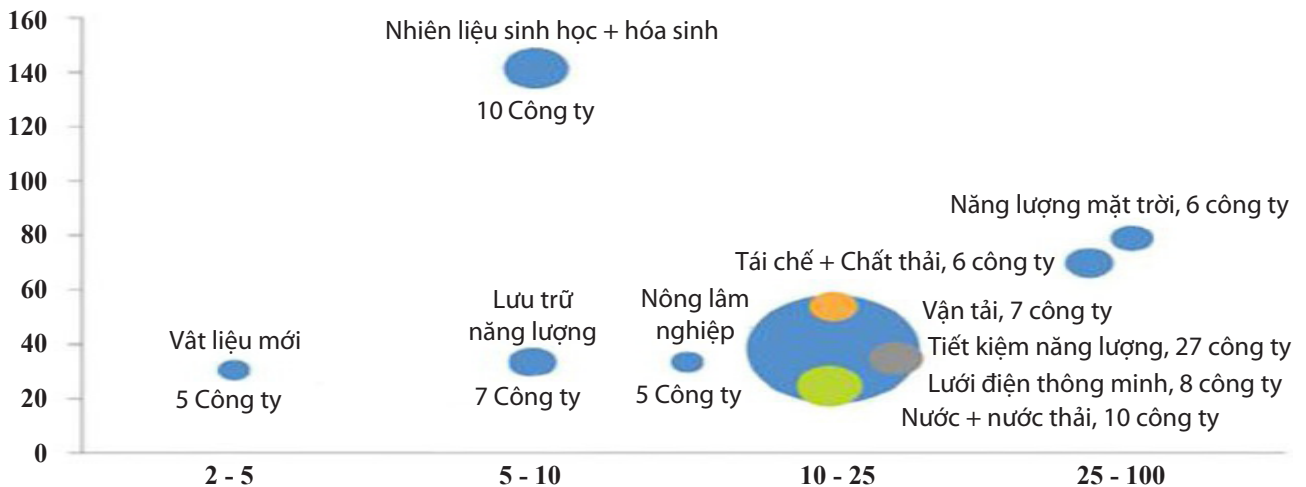 160
Nhiên liệu sinh học + hóa sinh
140
10 Công ty
120
100
Năng lượng mặt trời, 6 công ty
80
Tái chế + Chất thải, 6 công ty
60
Lưu trữ
năng lượng
Nông lâm
nghiệp
Vận tải, 7 công ty
Vât liệu mới
40
Tiết kiệm năng lượng, 27 công ty
5 Công ty
7 Công ty
5 Công ty
Lưới điện thông minh, 8 công ty
20
Nước + nước thải, 10 công ty
0
2 - 5
5 - 10
10 - 25
25 - 100